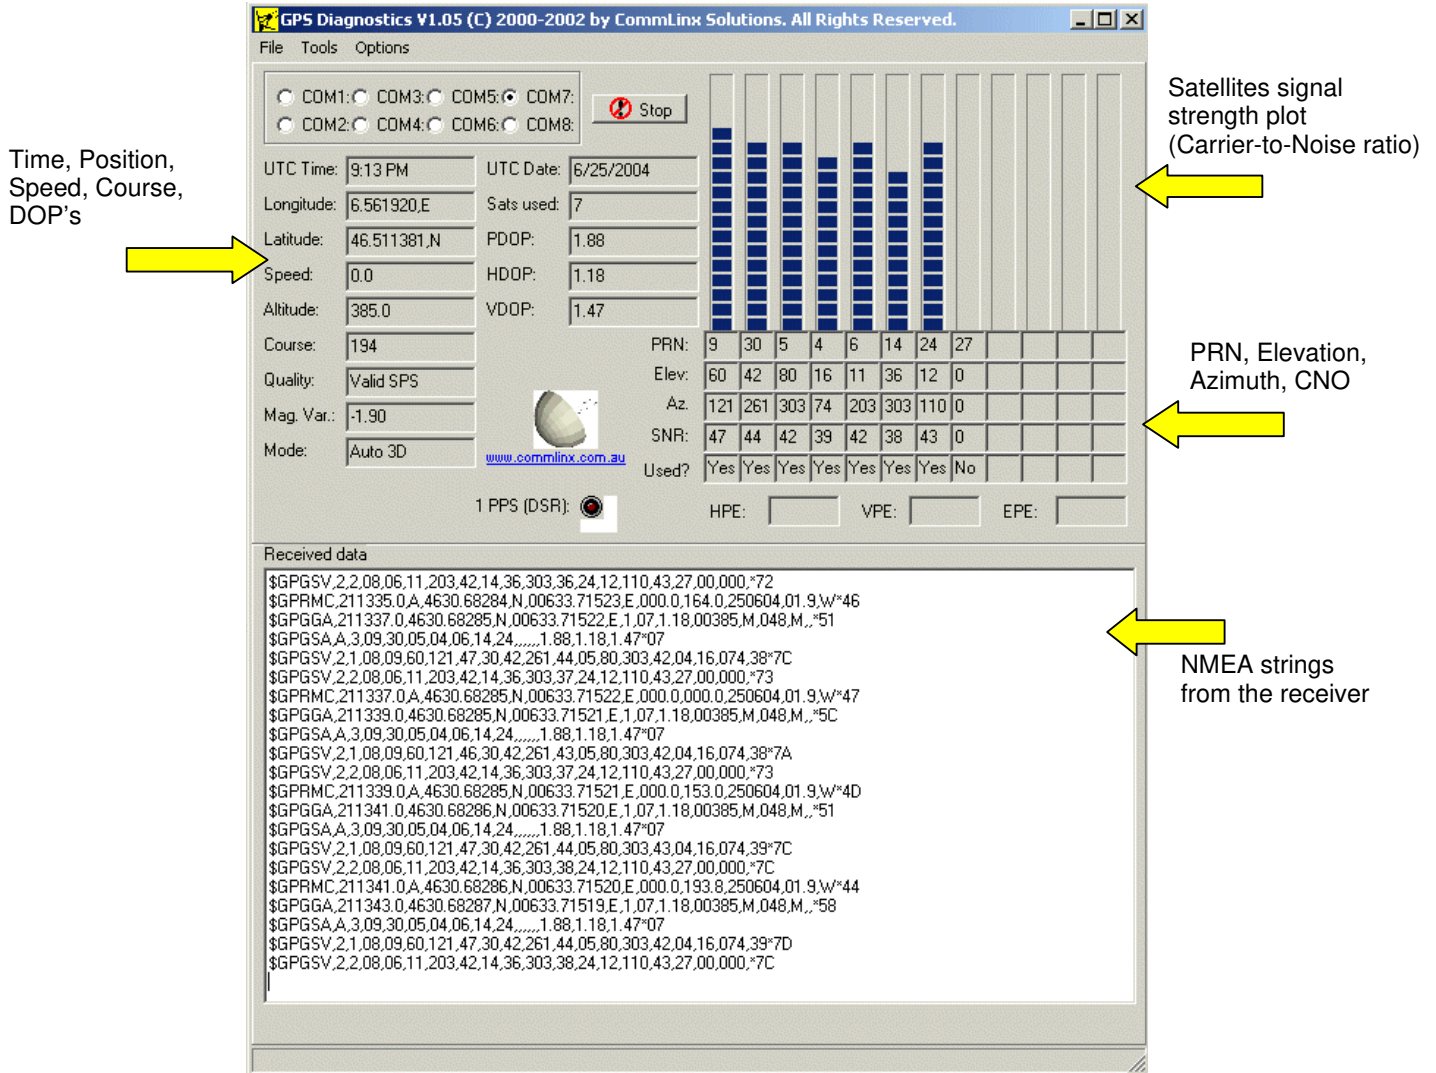 GPS Diagnostics V1.05 (C) 2000-2002 by CommLinx Solutions. All Rights Reserved.
File Tools Options
COM1: COM3: COM5: COM7:
COM2: COM4: COM6: COM8:
Stop
UTC Time: 9:13 PM UTC Date: 6/25/2004
Longitude: 6.561920,E Sats used: 7
Latitude: 46.511381,N PDOP: 1.88
Speed: 0.0 HDOP: 1.18
Altitude: 385.0 VDOP: 1.47
Course: 194
Quality: Valid SPS
Mag. Var.: -1.90
Mode: Auto 3D
www.commlinx.com.au
1 PPS (DSR):
PRN: 9 30 5 4 6 14 24 27
Elev: 60 42 80 16 11 36 12 0
Az. 121 261 303 74 203 303 110 0
SNR: 47 44 42 39 42 38 43 0
Used? Yes Yes Yes Yes Yes Yes Yes No
HPE: VPE: EPE:
Received data
$GPGSV,2,2,08,06,11,203,42,14,36,303,36,24,12,110,43,27,00,000,*72
$GPRMC,211335.0,A,4630.68284,N,00633.71523,E,000.0,164.0,250604,01.9,W*46
$GPGGA,211337.0,4630.68285,N,00633.71522,E,1,07,1.18,00385,M,048,M,,*51
$GPGSA,A,3,09,30,05,04,06,14,24,,,,,,1.88,1.18,1.47*07
$GPGSV,2,1,08,09,60,121,47,30,42,261,44,05,80,303,42,04,16,074,38*7C
$GPGSV,2,2,08,06,11,203,42,14,36,303,37,24,12,110,43,27,00,000,*73
$GPRMC,211337.0,A,4630.68285,N,00633.71522,E,000.0,000.0,250604,01.9,W*47
$GPGGA,211339.0,4630.68285,N,00633.71521,E,1,07,1.18,00385,M,048,M,,*5C
$GPGSA,A,3,09,30,05,04,06,14,24,,,,,,1.88,1.18,1.47*07
$GPGSV,2,1,08,09,60,121,46,30,42,261,43,05,80,303,42,04,16,074,38*7A
$GPGSV,2,2,08,06,11,203,42,14,36,303,37,24,12,110,43,27,00,000,*73
$GPRMC,211339.0,A,4630.68285,N,00633.71521,E,000.0,153.0,250604,01.9,W*4D
$GPGGA,211341.0,4630.68286,N,00633.71520,E,1,07,1.18,00385,M,048,M,,*51
$GPGSA,A,3,09,30,05,04,06,14,24,,,,,,1.88,1.18,1.47*07
$GPGSV,2,1,08,09,60,121,47,30,42,261,44,05,80,303,43,04,16,074,39*7C
$GPGSV,2,2,08,06,11,203,42,14,36,303,38,24,12,110,43,27,00,000,*7C
$GPRMC,211341.0,A,4630.68286,N,00633.71520,E,000.0,193.8,250604,01.9,W*44
$GPGGA,211343.0,4630.68287,N,00633.71519,E,1,07,1.18,00385,M,048,M,,*58
$GPGSA,A,3,09,30,05,04,06,14,24,,,,,,1.88,1.18,1.47*07
$GPGSV,2,1,08,09,60,121,47,30,42,261,44,05,80,303,42,04,16,074,39*7D
$GPGSV,2,2,08,06,11,203,42,14,36,303,38,24,12,110,43,27,00,000,*7C
Time, Position,
Speed, Course,
DOP's
Satellites signal
strength plot
(Carrier-to-Noise ratio)
PRN, Elevation,
Azimuth, CNO
NMEA strings
from the receiver